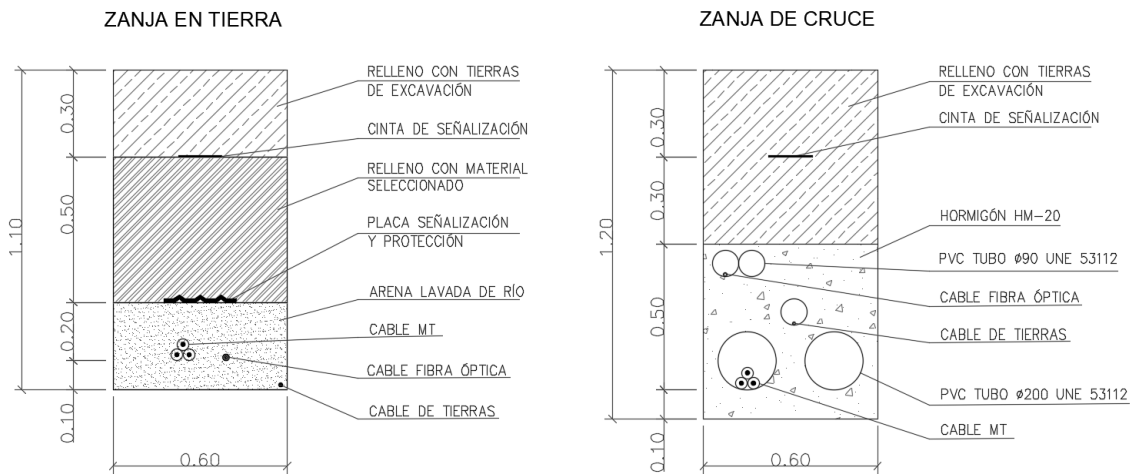 ZANJA EN TIERRA
RELLENO CON TIERRAS
DE EXCAVACIÓN
CINTA DE SEÑALIZACIÓN
RELLENO CON MATERIAL
SELECCIONADO
PLACA SEÑALIZACIÓN
Y PROTECCIÓN
ARENA LAVADA DE RÍO
CABLE MT
CABLE FIBRA ÓPTICA
CABLE DE TIERRAS
1.10
0.30
0.50
0.20
0.10
0.60
ZANJA DE CRUCE
RELLENO CON TIERRAS
DE EXCAVACIÓN
CINTA DE SEÑALIZACIÓN
HORMIGÓN HM-20
PVC TUBO Ø90 UNE 53112
CABLE FIBRA ÓPTICA
CABLE DE TIERRAS
PVC TUBO Ø200 UNE 53112
CABLE MT
1.20
0.30
0.30
0.50
0.10
0.60